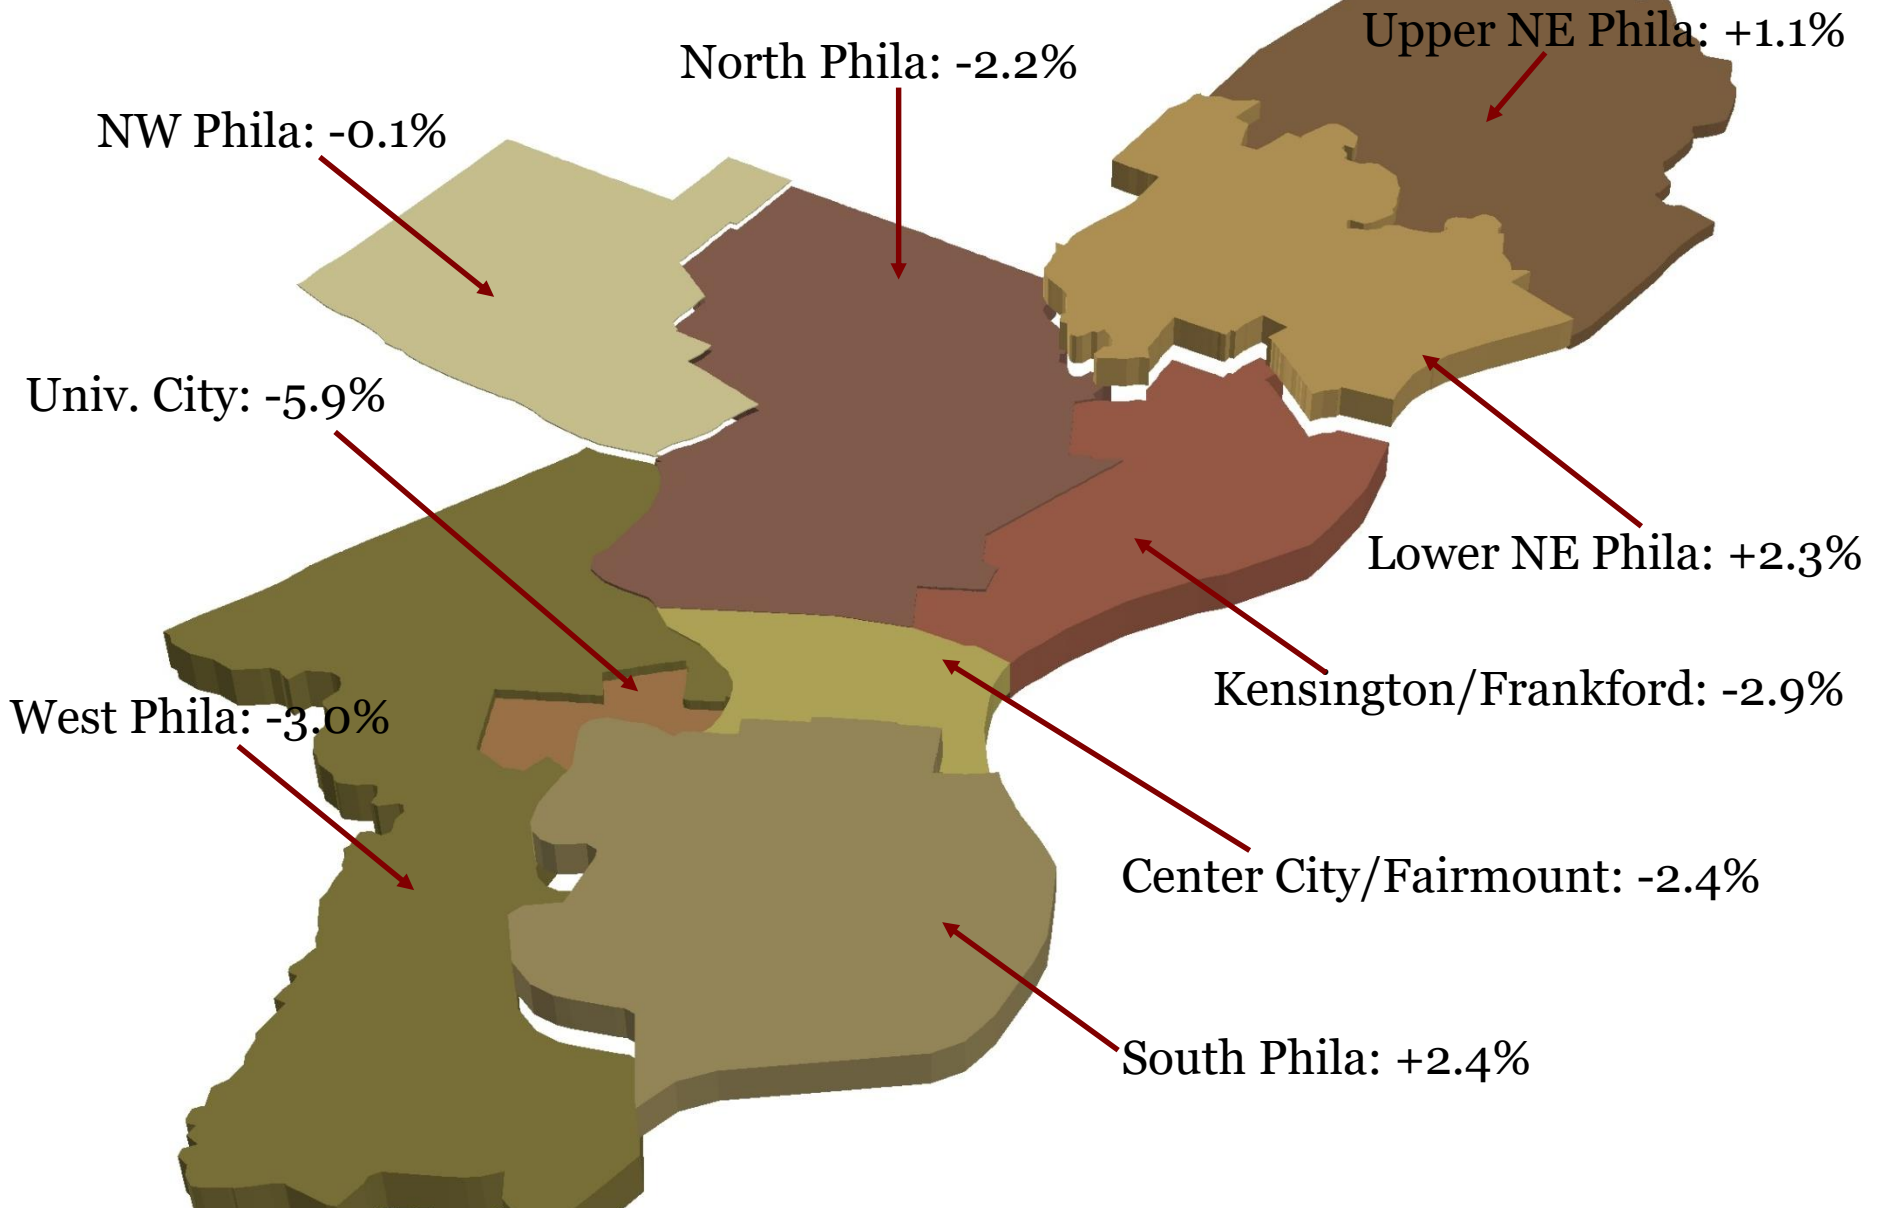 Upper NE Phila: +1.1%
North Phila: -2.2%
NW Phila: -0.1%
Univ. City: -5.9%
Lower NE Phila: +2.3%
Kensington/Frankford: -2.9%
West Phila: -3.0%
Center City/Fairmount: -2.4%
South Phila: +2.4%